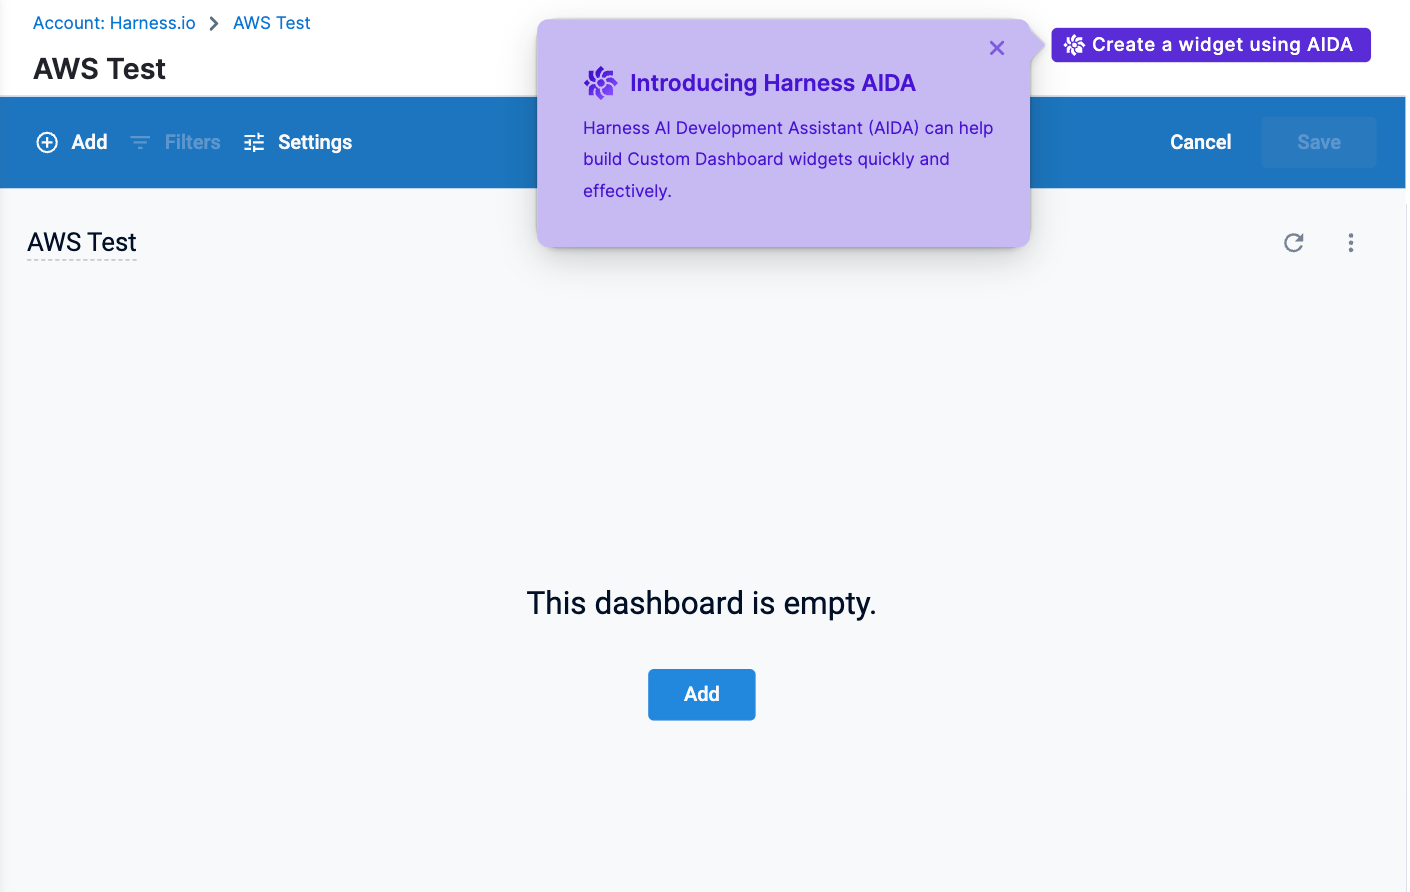 Account: Harness.io > AWS Test
AWS Test
Create a widget using AIDA
Introducing Harness AIDA
Harness AI Development Assistant (AIDA) can help
build Custom Dashboard widgets quickly and
effectively.
Add Filters Settings Cancel Save
AWS Test
This dashboard is empty.
Add